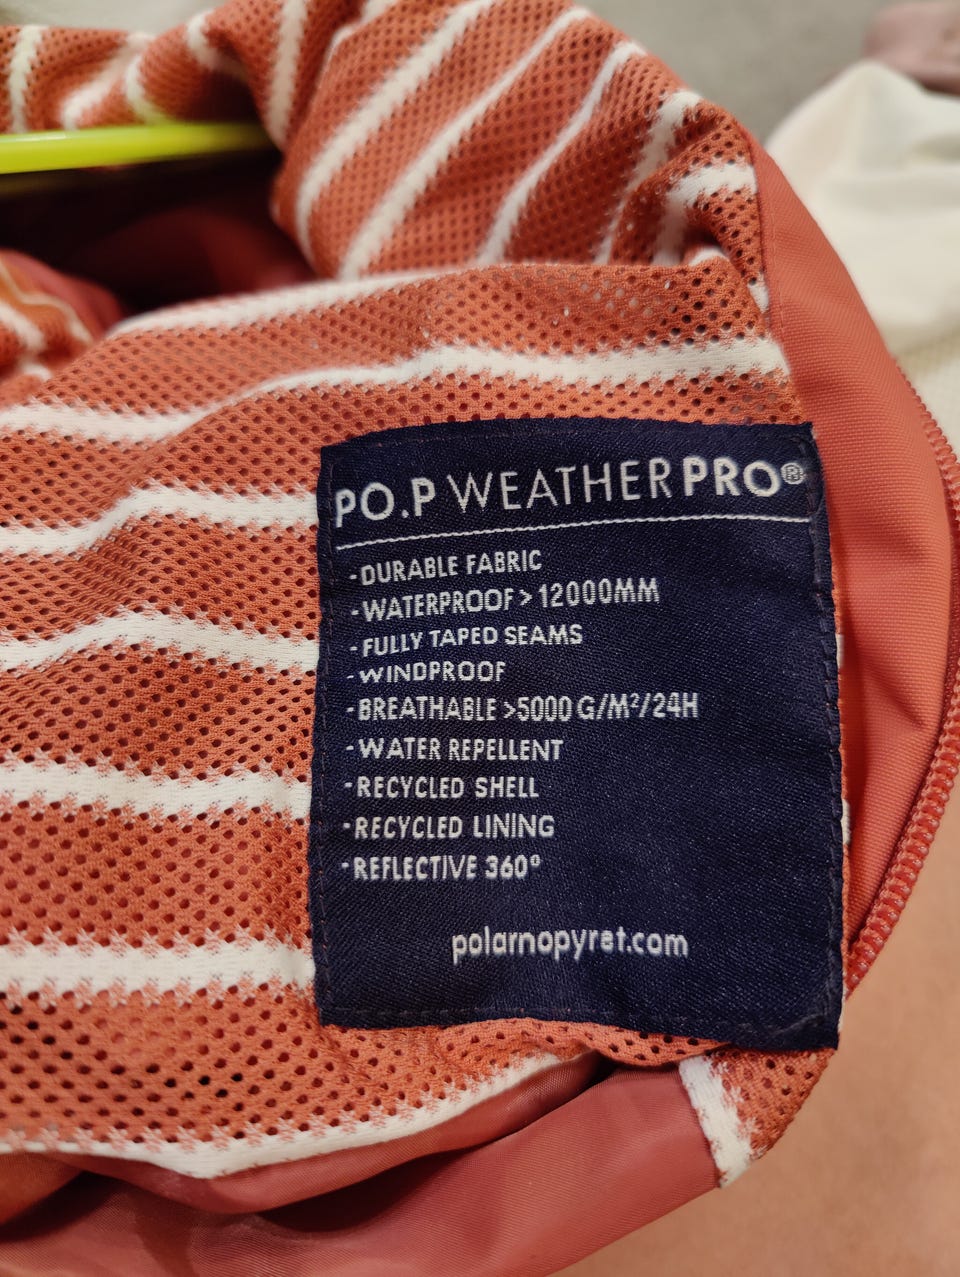 PO.P WEATHERPRO®
-DURABLE FABRIC
-WATERPROOF > 12000MM
-FULLY TAPED SEAMS
-WINDPROOF
-BREATHABLE >5000 G/M²/24H
-WATER REPELLENT
-RECYCLED SHELL
-RECYCLED LINING
-REFLECTIVE 360°
polarnopyret.com